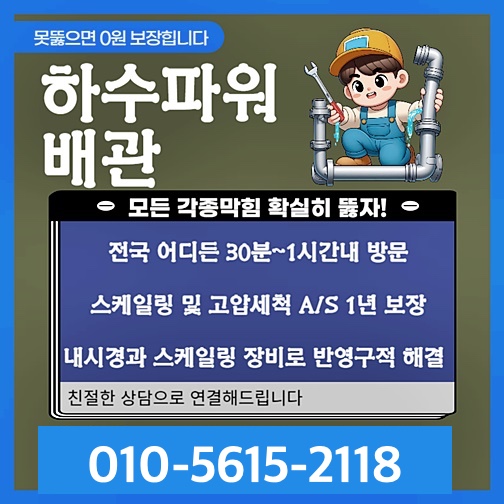 못뚫으면 0원 보장힙니다
하수파워
배관
모든 각종막힘 확실히 뚫자!
전국 어디든 30분~1시간내 방문
스케일링 및 고압세척 A/S 1년 보장
내시경과 스케일링 장비로 반영구적 해결
친절한 상담으로 연결해드립니다
010-5615-2118